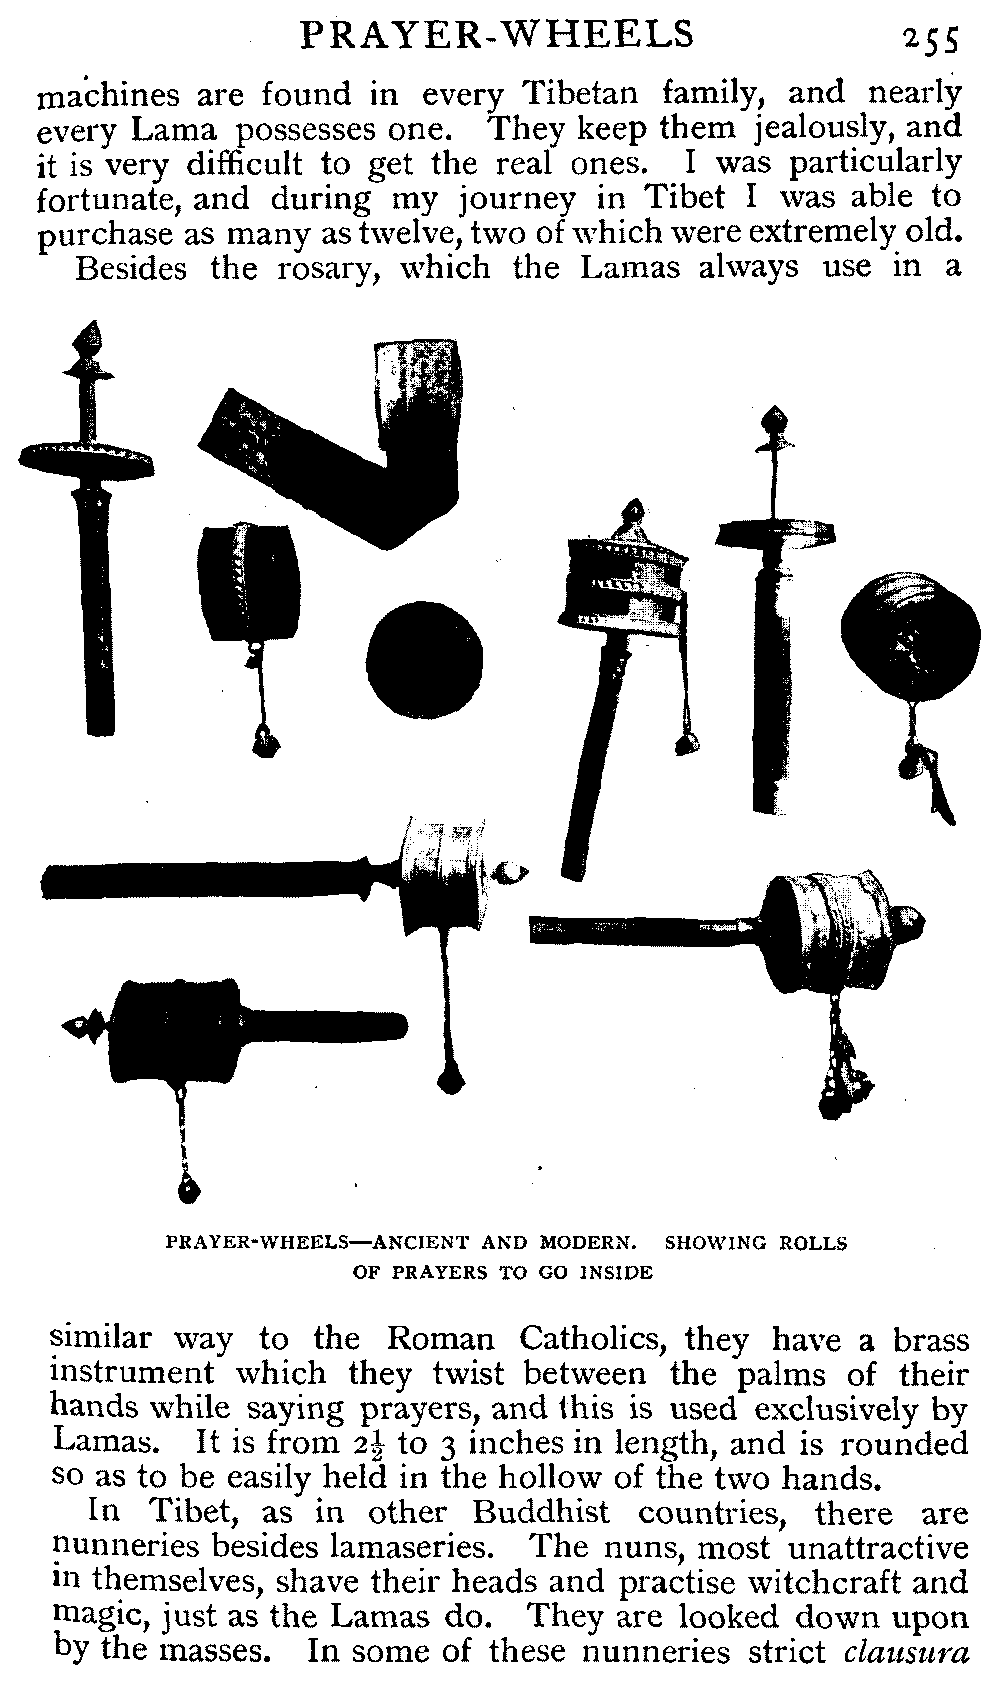 PRAYER-WHEELS 255
machines are found in every Tibetan family, and nearly
every Lama possesses one. They keep them jealously, and
it is very difficult to get the real ones. I was particularly
fortunate, and during my journey in Tibet I was able to
purchase as many as twelve, two of which were extremely old.
Besides the rosary, which the Lamas always use in a
PRAYER-WHEELS—ANCIENT AND MODERN. SHOWING ROLLS
OF PRAYERS TO GO INSIDE
similar way to the Roman Catholics, they have a brass
instrument which they twist between the palms of their
hands while saying prayers, and this is used exclusively by
Lamas. It is from 2½ to 3 inches in length, and is rounded
so as to be easily held in the hollow of the two hands.
In Tibet, as in other Buddhist countries, there are
nunneries besides lamaseries. The nuns, most unattractive
in themselves, shave their heads and practise witchcraft and
magic, just as the Lamas do. They are looked down upon
by the masses. In some of these nunneries strict clausura